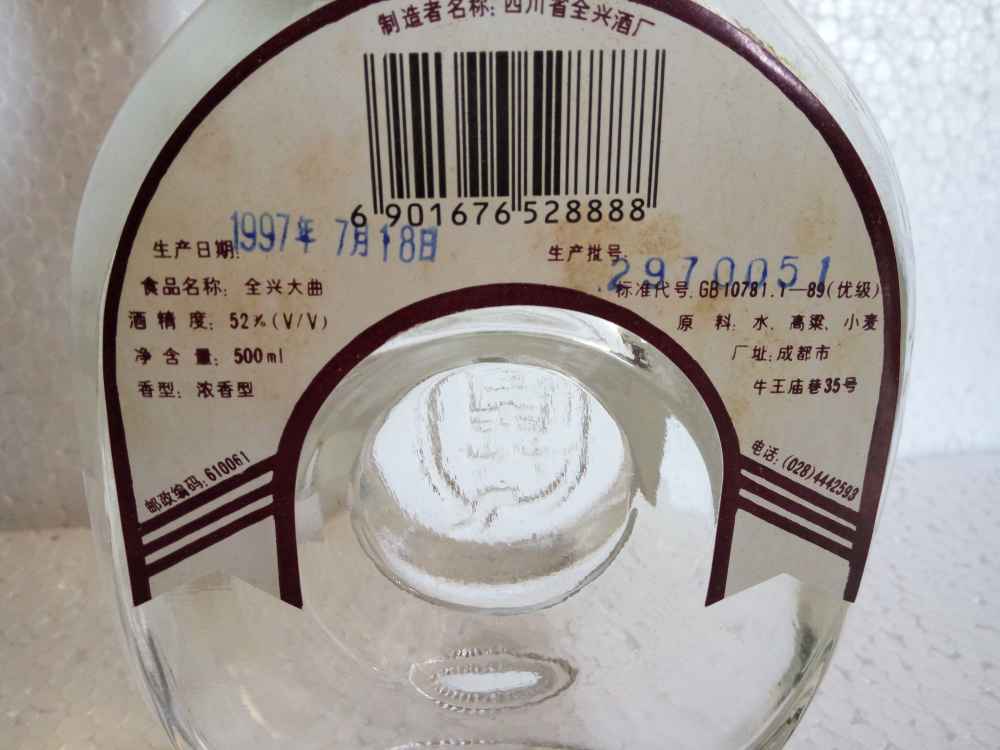 制造者名称: 四川省全兴酒厂
6 901676 528888
生产日期: 1997年 7月18日
生产批号: 2970051
食品名称: 全兴大曲
标准代号: GB10781.1—89(优级)
酒精度: 52%(V/V)
原料: 水、高粱、小麦
净含量: 500ml
厂址: 成都市
香型: 浓香型
牛王庙巷35号
邮政编码: 610061
电话: (028)4442593